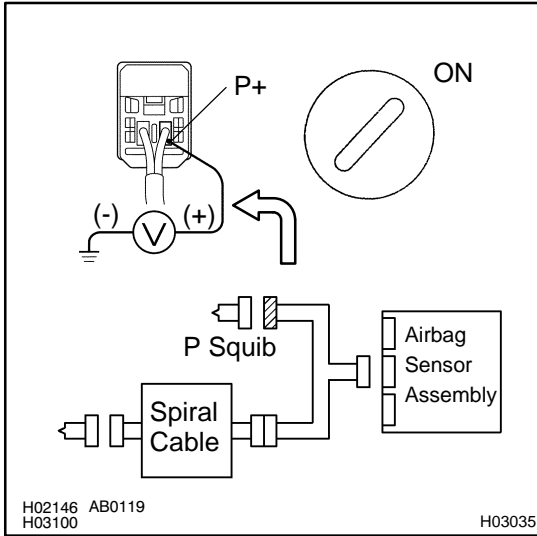 P+
ON
(-)
V
(+)
P Squib
Airbag
Sensor
Assembly
Spiral
Cable
H02146 AB0119
H03100
H03035